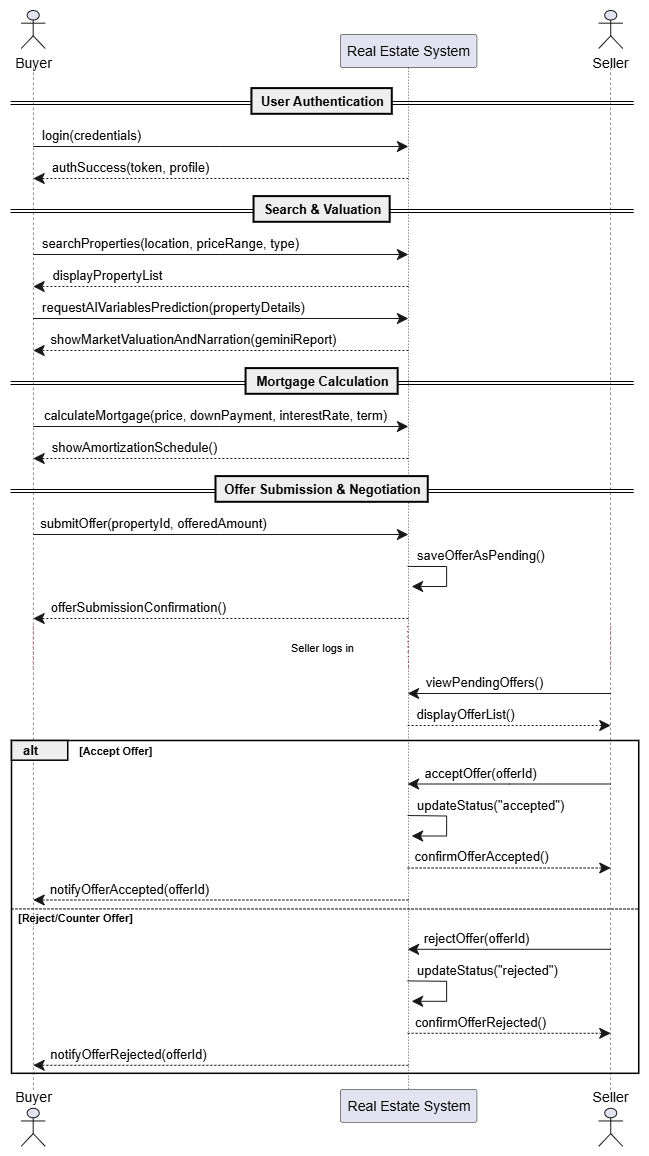 Buyer
Real Estate System
Seller
User Authentication
login(credentials)
authSuccess(token, profile)
Search & Valuation
searchProperties(location, priceRange, type)
displayPropertyList
requestAIVariablesPrediction(propertyDetails)
showMarketValuationAndNarration(geminiReport)
Mortgage Calculation
calculateMortgage(price, downPayment, interestRate, term)
showAmortizationSchedule()
Offer Submission & Negotiation
submitOffer(propertyId, offeredAmount)
saveOfferAsPending()
offerSubmissionConfirmation()
Seller logs in
viewPendingOffers()
displayOfferList()
alt [Accept Offer]
acceptOffer(offerId)
updateStatus("accepted")
confirmOfferAccepted()
notifyOfferAccepted(offerId)
[Reject/Counter Offer]
rejectOffer(offerId)
updateStatus("rejected")
confirmOfferRejected()
notifyOfferRejected(offerId)
Buyer
Real Estate System
Seller